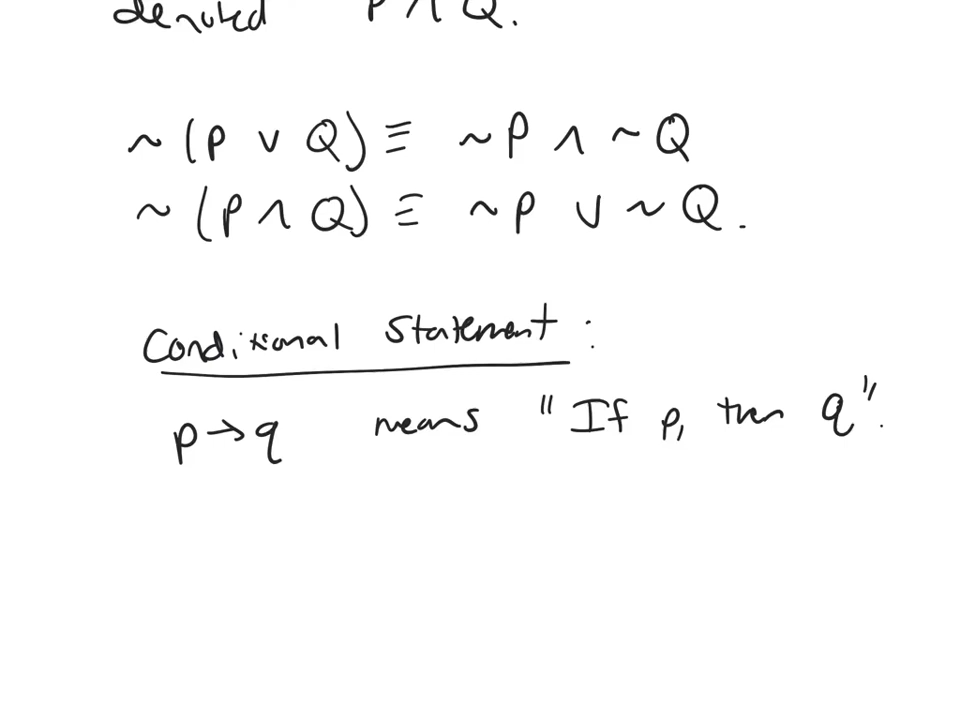 denoted P ∧ Q.
~ (P ∨ Q) ≡ ~ P ∧ ~ Q
~ (P ∧ Q) ≡ ~ P ∨ ~ Q.
Conditional Statement :
p → q means "If p, then q".